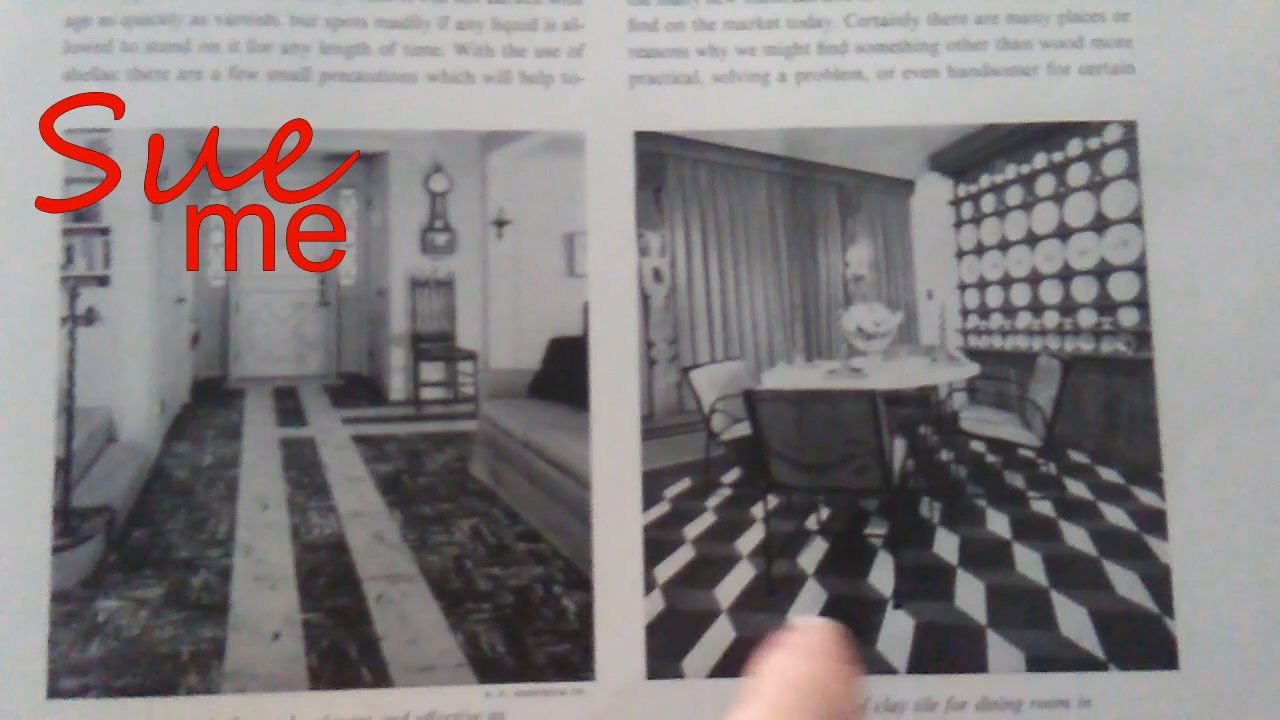 age as quickly as varnish, but spots readily if any liquid is al-
lowed to stand on it for any length of time. With the use of
shellac there are a few small precautions which will help to-
find on the market today. Certainly there are many places or
reasons why we might find something other than wood more
practical, solving a problem, or even handsomer for certain
Sue
me
of clay tile for dining room in